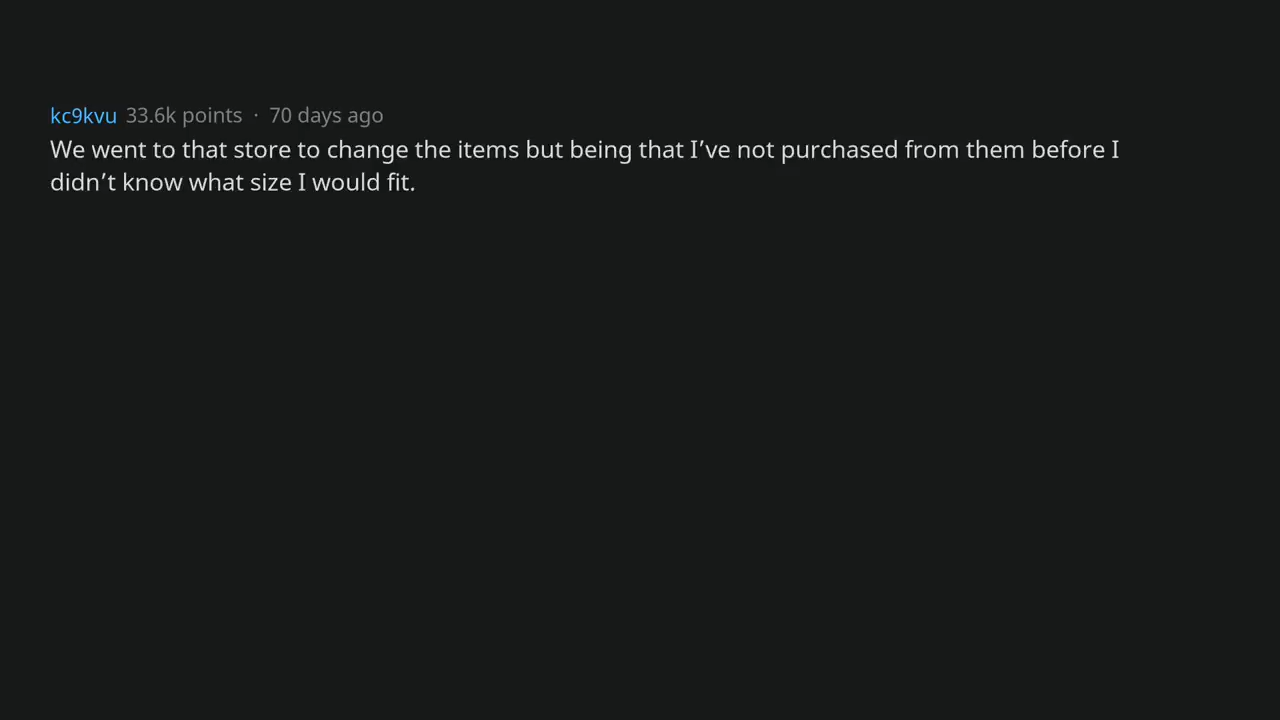 kc9kvu 33.6k points · 70 days ago
We went to that store to change the items but being that I’ve not purchased from them before I
didn’t know what size I would fit.